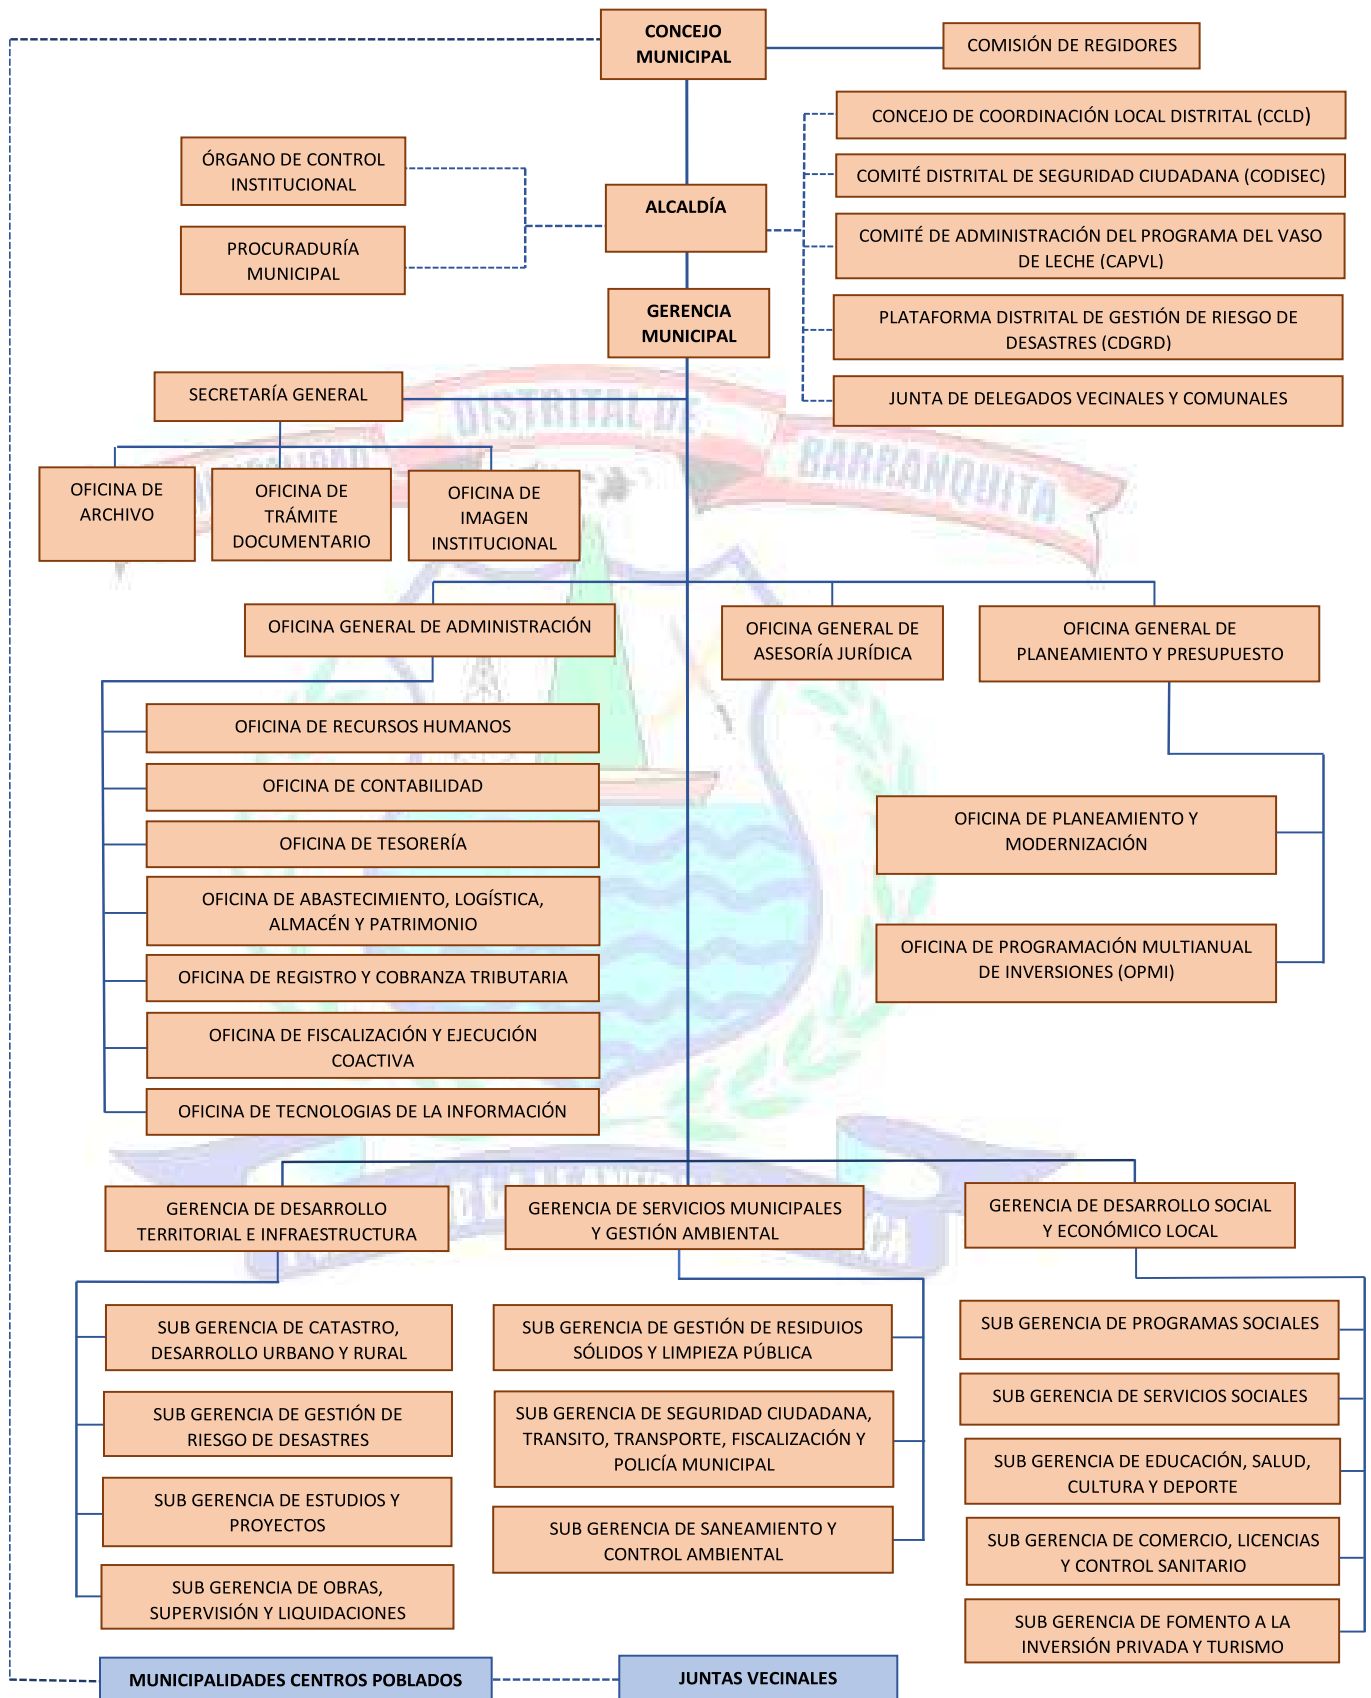 CONCEJO
MUNICIPAL
COMISIÓN DE REGIDORES
CONCEJO DE COORDINACIÓN LOCAL DISTRITAL (CCLD)
ÓRGANO DE CONTROL
INSTITUCIONAL
COMITÉ DISTRITAL DE SEGURIDAD CIUDADANA (CODISEC)
ALCALDÍA
PROCURADURÍA
MUNICIPAL
COMITÉ DE ADMINISTRACIÓN DEL PROGRAMA DEL VASO
DE LECHE (CAPVL)
GERENCIA
MUNICIPAL
PLATAFORMA DISTRITAL DE GESTIÓN DE RIESGO DE
DESASTRES (CDGRD)
SECRETARÍA GENERAL
JUNTA DE DELEGADOS VECINALES Y COMUNALES
DISTRITAL DE
BARRANQUITA
OFICINA DE
ARCHIVO
OFICINA DE
TRÁMITE
DOCUMENTARIO
OFICINA DE
IMAGEN
INSTITUCIONAL
OFICINA GENERAL DE ADMINISTRACIÓN
OFICINA GENERAL DE
ASESORÍA JURÍDICA
OFICINA GENERAL DE
PLANEAMIENTO Y PRESUPUESTO
OFICINA DE RECURSOS HUMANOS
OFICINA DE CONTABILIDAD
OFICINA DE TESORERÍA
OFICINA DE ABASTECIMIENTO, LOGÍSTICA,
ALMACÉN Y PATRIMONIO
OFICINA DE REGISTRO Y COBRANZA TRIBUTARIA
OFICINA DE FISCALIZACIÓN Y EJECUCIÓN
COACTIVA
OFICINA DE TECNOLOGIAS DE LA INFORMACIÓN
OFICINA DE PLANEAMIENTO Y
MODERNIZACIÓN
OFICINA DE PROGRAMACIÓN MULTIANUAL
DE INVERSIONES (OPMI)
GERENCIA DE DESARROLLO
TERRITORIAL E INFRAESTRUCTURA
GERENCIA DE SERVICIOS MUNICIPALES
Y GESTIÓN AMBIENTAL
GERENCIA DE DESARROLLO SOCIAL
Y ECONÓMICO LOCAL
SUB GERENCIA DE CATASTRO,
DESARROLLO URBANO Y RURAL
SUB GERENCIA DE GESTIÓN DE
RIESGO DE DESASTRES
SUB GERENCIA DE ESTUDIOS Y
PROYECTOS
SUB GERENCIA DE OBRAS,
SUPERVISIÓN Y LIQUIDACIONES
SUB GERENCIA DE GESTIÓN DE RESIDUIOS
SÓLIDOS Y LIMPIEZA PÚBLICA
SUB GERENCIA DE SEGURIDAD CIUDADANA,
TRANSITO, TRANSPORTE, FISCALIZACIÓN Y
POLICÍA MUNICIPAL
SUB GERENCIA DE SANEAMIENTO Y
CONTROL AMBIENTAL
SUB GERENCIA DE PROGRAMAS SOCIALES
SUB GERENCIA DE SERVICIOS SOCIALES
SUB GERENCIA DE EDUCACIÓN, SALUD,
CULTURA Y DEPORTE
SUB GERENCIA DE COMERCIO, LICENCIAS
Y CONTROL SANITARIO
SUB GERENCIA DE FOMENTO A LA
INVERSIÓN PRIVADA Y TURISMO
MUNICIPALIDADES CENTROS POBLADOS
JUNTAS VECINALES